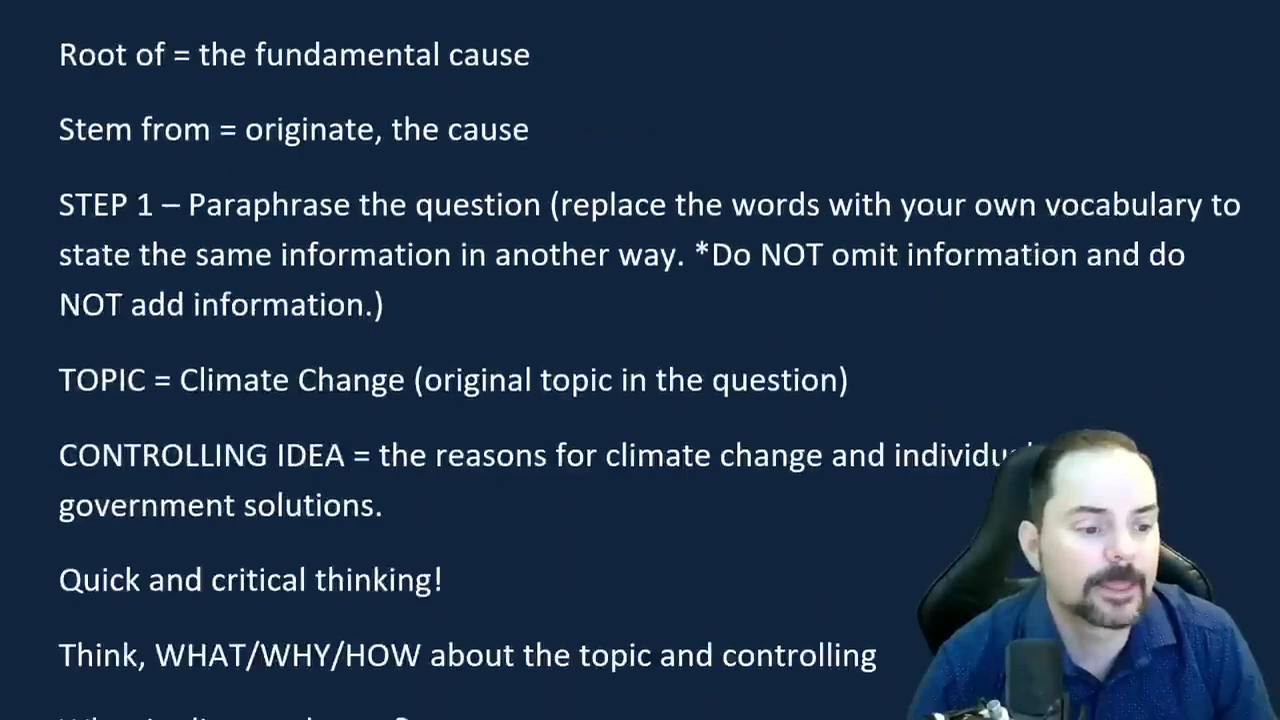 Root of = the fundamental cause
Stem from = originate, the cause
STEP 1 – Paraphrase the question (replace the words with your own vocabulary to
state the same information in another way. *Do NOT omit information and do
NOT add information.)
TOPIC = Climate Change (original topic in the question)
CONTROLLING IDEA = the reasons for climate change and
government solutions.
Quick and critical thinking!
Think, WHAT/WHY/HOW about the topic and controlling